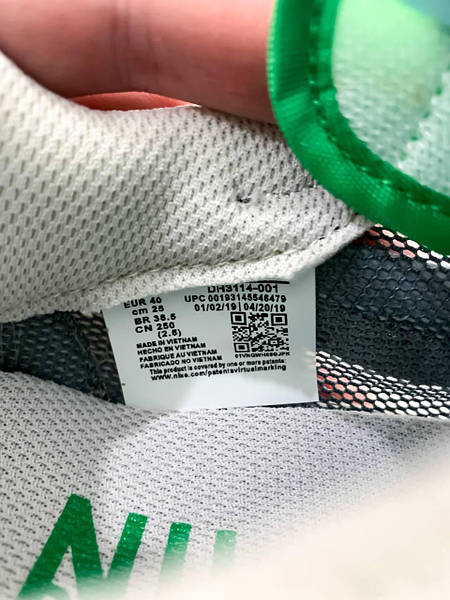 DH3114-001
EUR 40
UPC 00193145546479
cm 25
01/02/19 | 04/20/19
BR 38.5
CN 250
(2.5)
MADE IN VIETNAM
HECHO EN VIETNAM
FABRIQUE AU VIETNAM
FABRICADO NO VIETNAM
This product is covered by one or more patents:
www.nike.com/patentsvirtualmarking